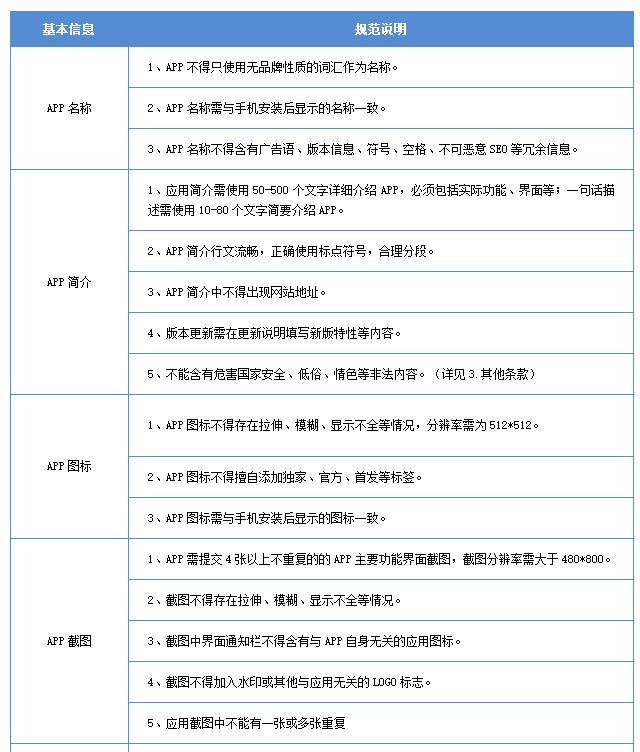 基本信息
规范说明
APP 名称
1、APP 不得只使用无品牌性质的词汇作为名称。
2、APP 名称需与手机安装后显示的名称一致。
3、APP 名称不得含有广告语、版本信息、符号、空格、不可恶意 SEO 等冗余信息。
APP 简介
1、应用简介需使用 50-500 个文字详细介绍 APP，必须包括实际功能、界面等；一句话描
述需使用 10-80 个文字简要介绍 APP。
2、APP 简介行文流畅，正确使用标点符号，合理分段。
3、APP 简介中不得出现网站地址。
4、版本更新需在更新说明填写新版特性等内容。
5、不能含有危害国家安全、低俗、情色等非法内容。（详见 3.其他条款）
APP 图标
1、APP 图标不得存在拉伸、模糊、显示不全等情况，分辨率需为 512*512。
2、APP 图标不得擅自添加独家、官方、首发等标签。
3、APP 图标需与手机安装后显示的图标一致。
APP 截图
1、APP 需提交 4 张以上不重复的的 APP 主要功能界面截图，截图分辨率需大于 480*800。
2、截图不得存在拉伸、模糊、显示不全等情况。
3、截图中界面通知栏不得含有与 APP 自身无关的应用图标。
4、截图不得加入水印或其他与应用无关的 LOGO 标志。
5、应用截图中不能有一张或多张重复